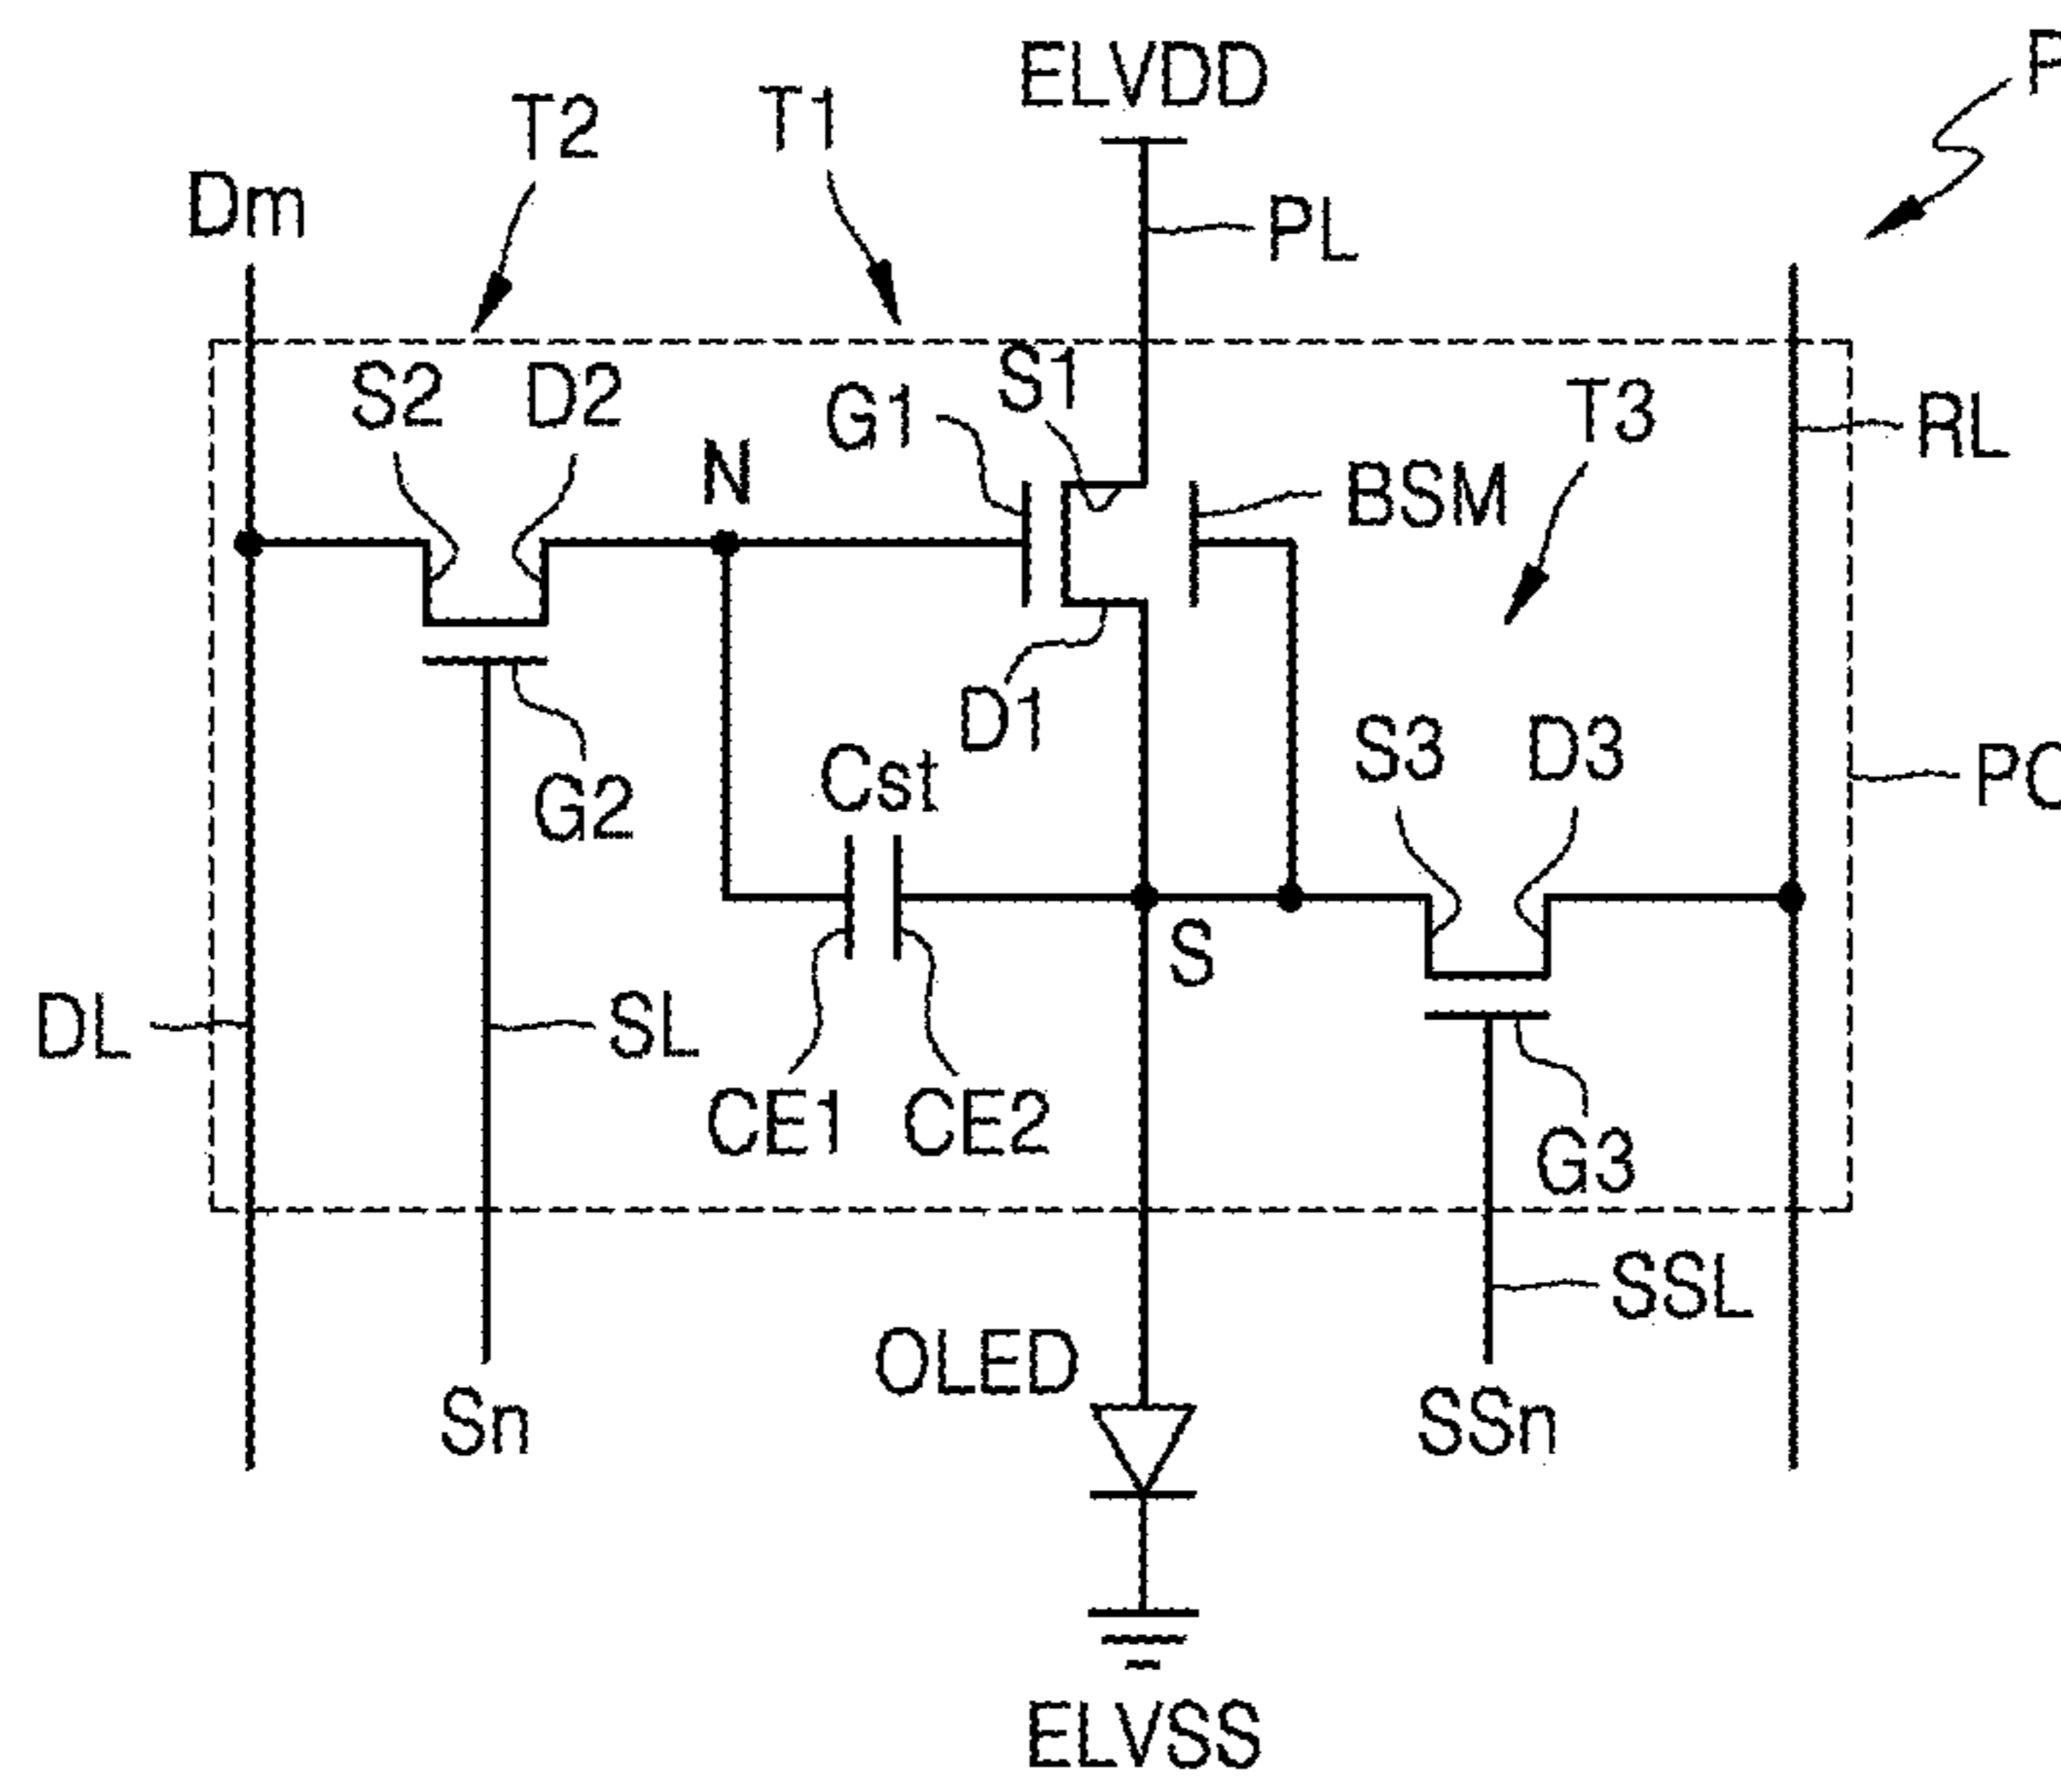 ELVDD
T2
T1
Dm
PL
S2
D2
G1
S1
T3
RL
N
BSM
D1
S3
D3
G2
Cst
DL
SL
S
CE1
CE2
G3
SSL
OLED
Sn
SSn
ELVSS